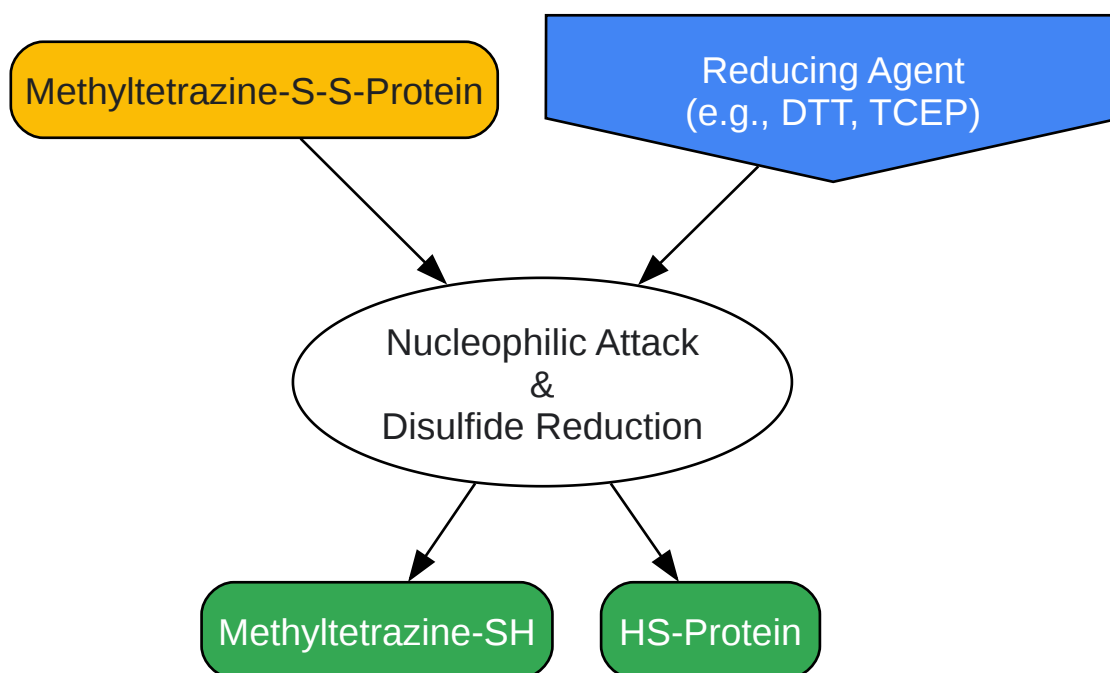 Methyltetrazine-S-S-Protein
Reducing Agent
(e.g., DTT, TCEP)
Nucleophilic Attack
&
Disulfide Reduction
Methyltetrazine-SH
HS-Protein